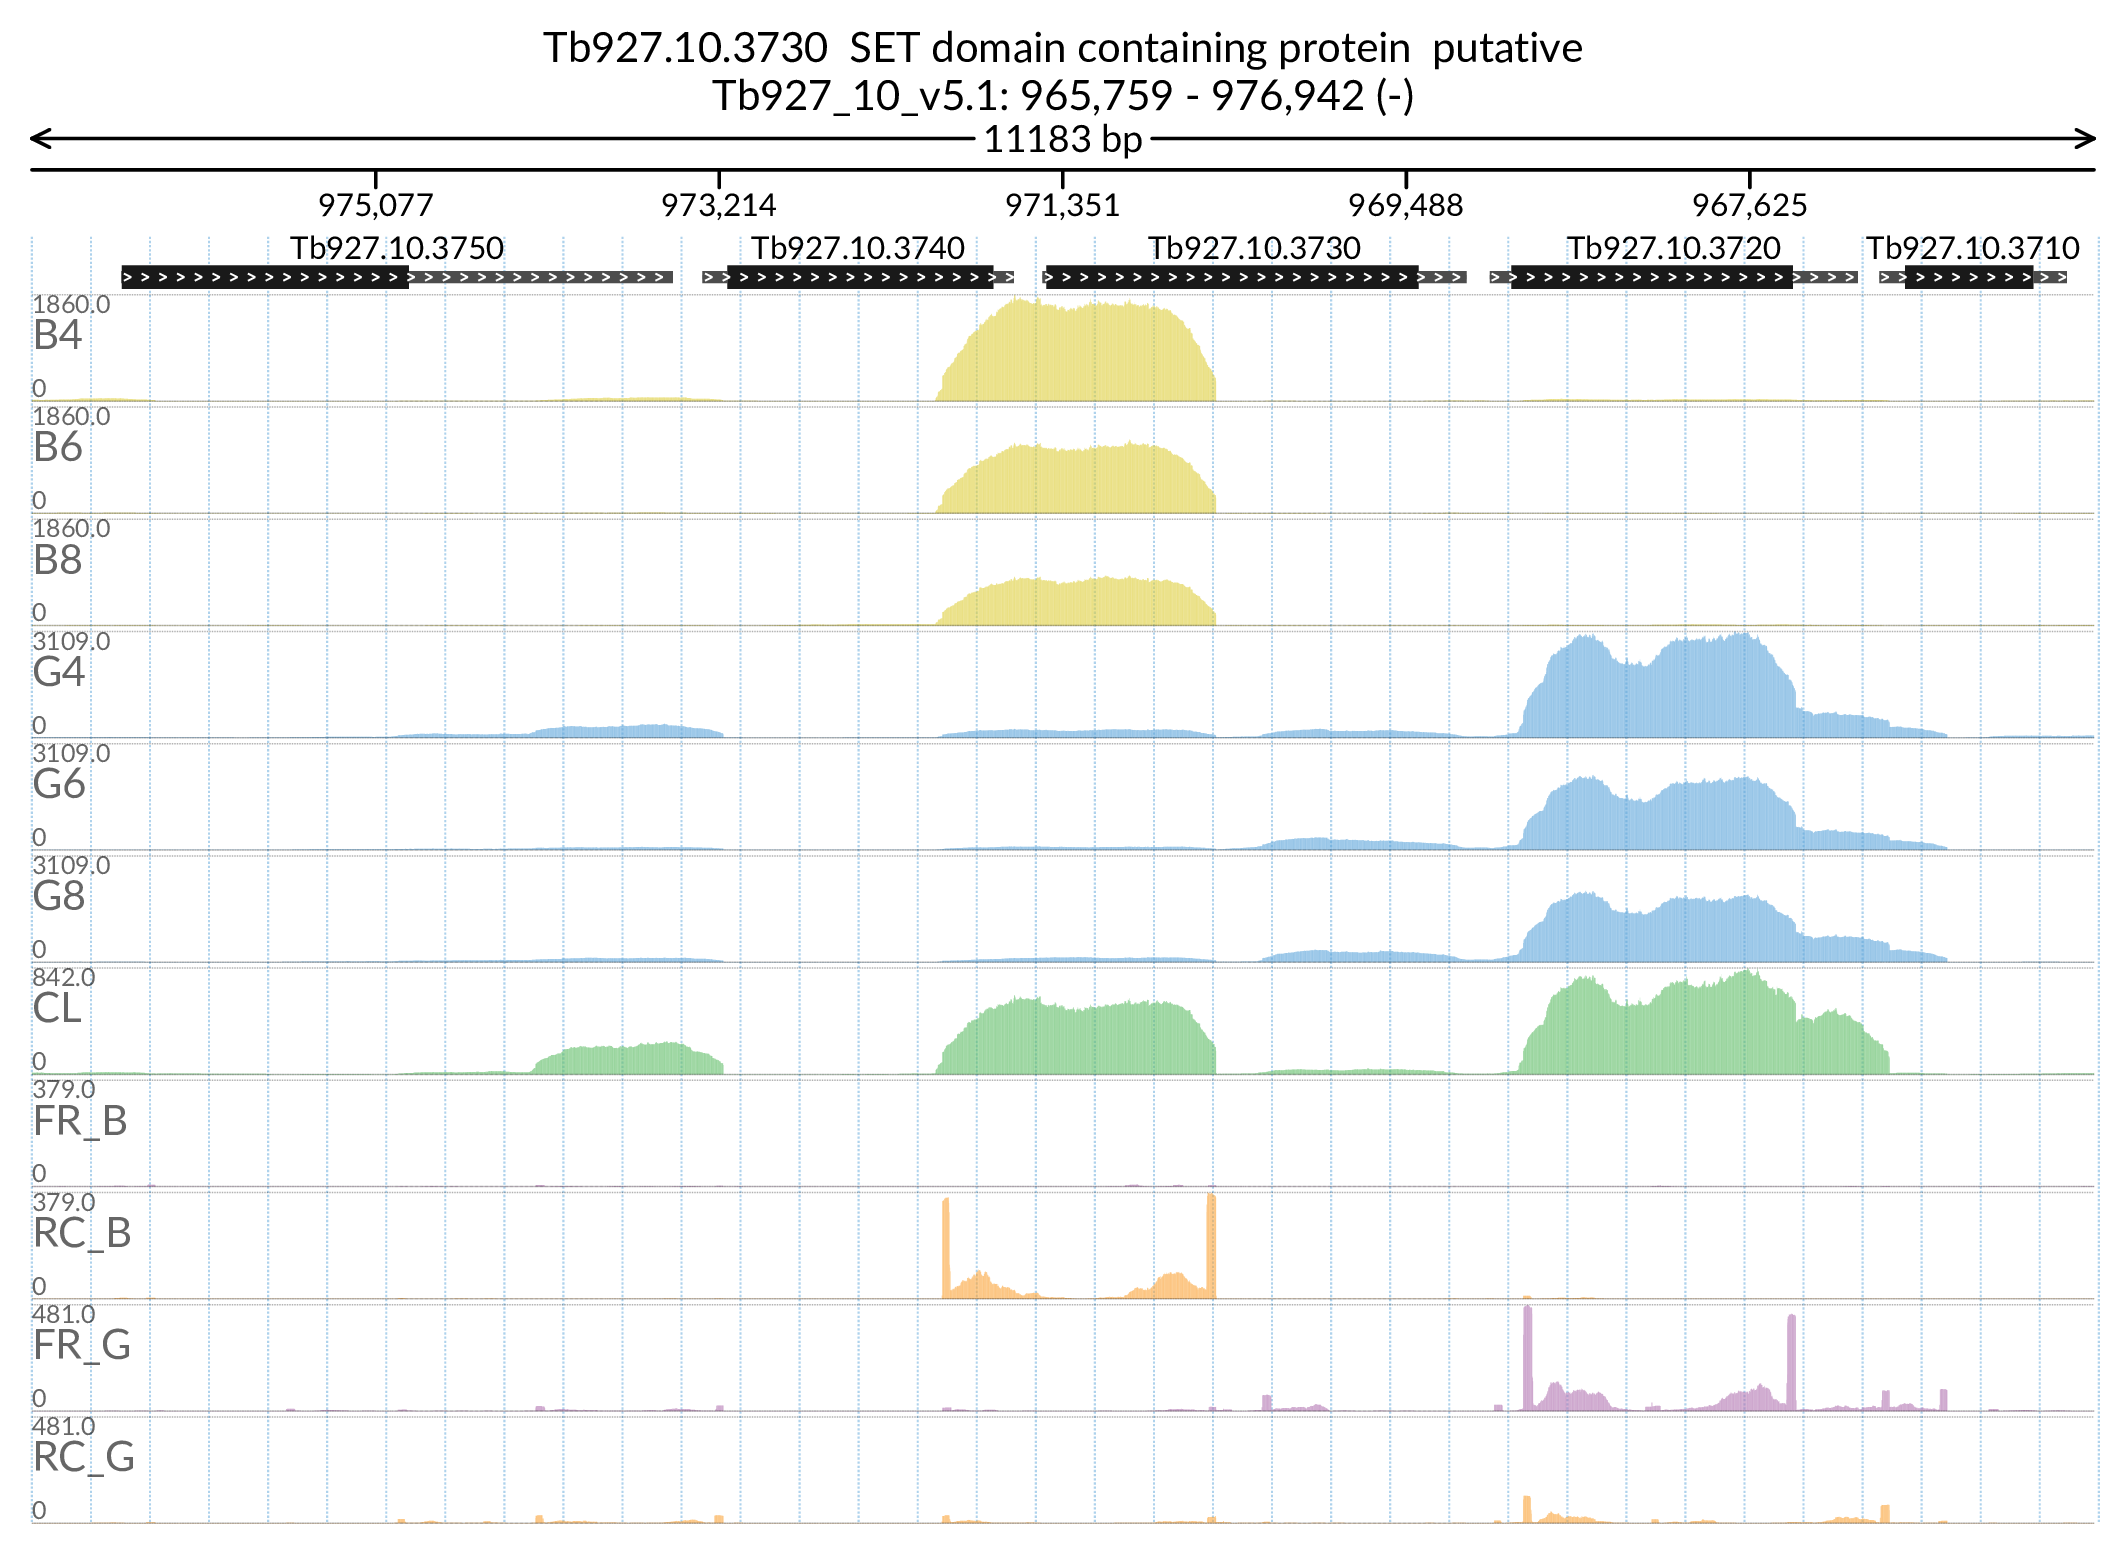 Tb927.10.3730  SET domain containing protein  putative
Tb927_10_v5.1: 965,759 - 976,942 (-)
11183 bp
975,077 973,214 971,351 969,488 967,625
Tb927.10.3750 Tb927.10.3740 Tb927.10.3730 Tb927.10.3720 Tb927.10.3710
1860.0
B4
0
1860.0
B6
0
1860.0
B8
0
3109.0
G4
0
3109.0
G6
0
3109.0
G8
0
842.0
CL
0
379.0
FR_B
0
379.0
RC_B
0
481.0
FR_G
0
481.0
RC_G
0